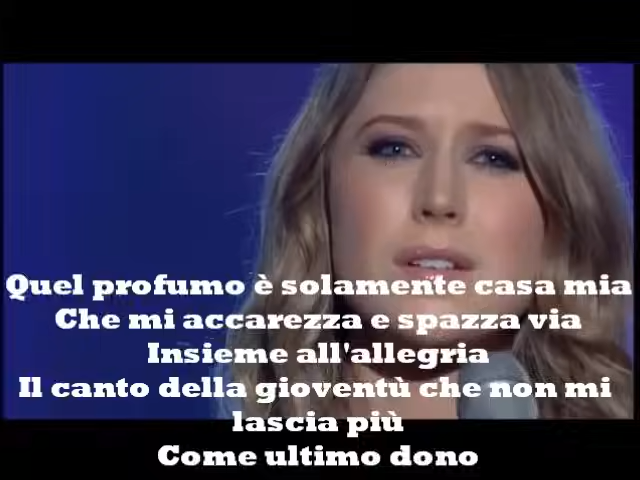 Quel profumo è solamente casa mia
Che mi accarezza e spazza via
Insieme all'allegria
Il canto della gioventù che non mi
lascia più
Come ultimo dono